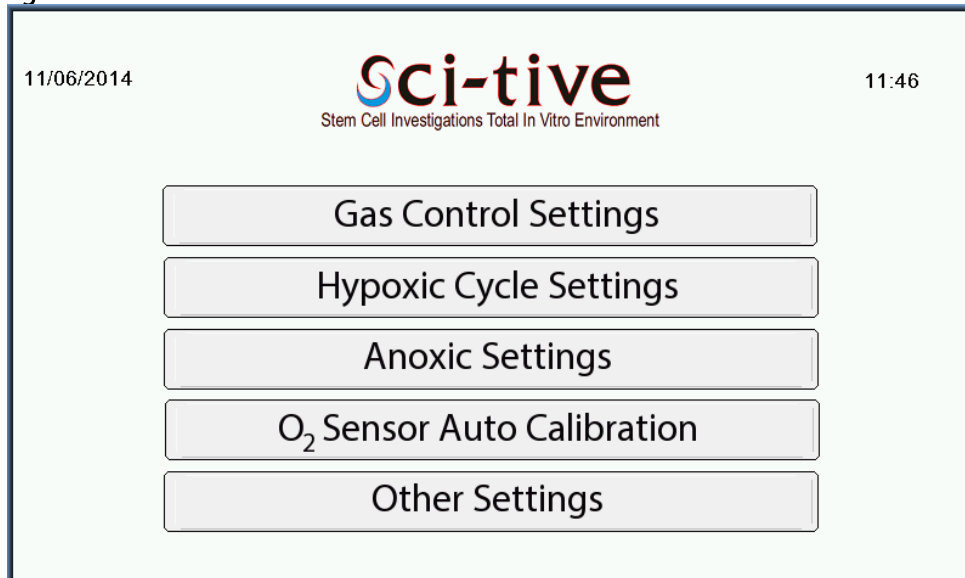 11/06/2014
Sci-tive
11:46
Stem Cell Investigations Total In Vitro Environment
Gas Control Settings
Hypoxic Cycle Settings
Anoxic Settings
O₂ Sensor Auto Calibration
Other Settings